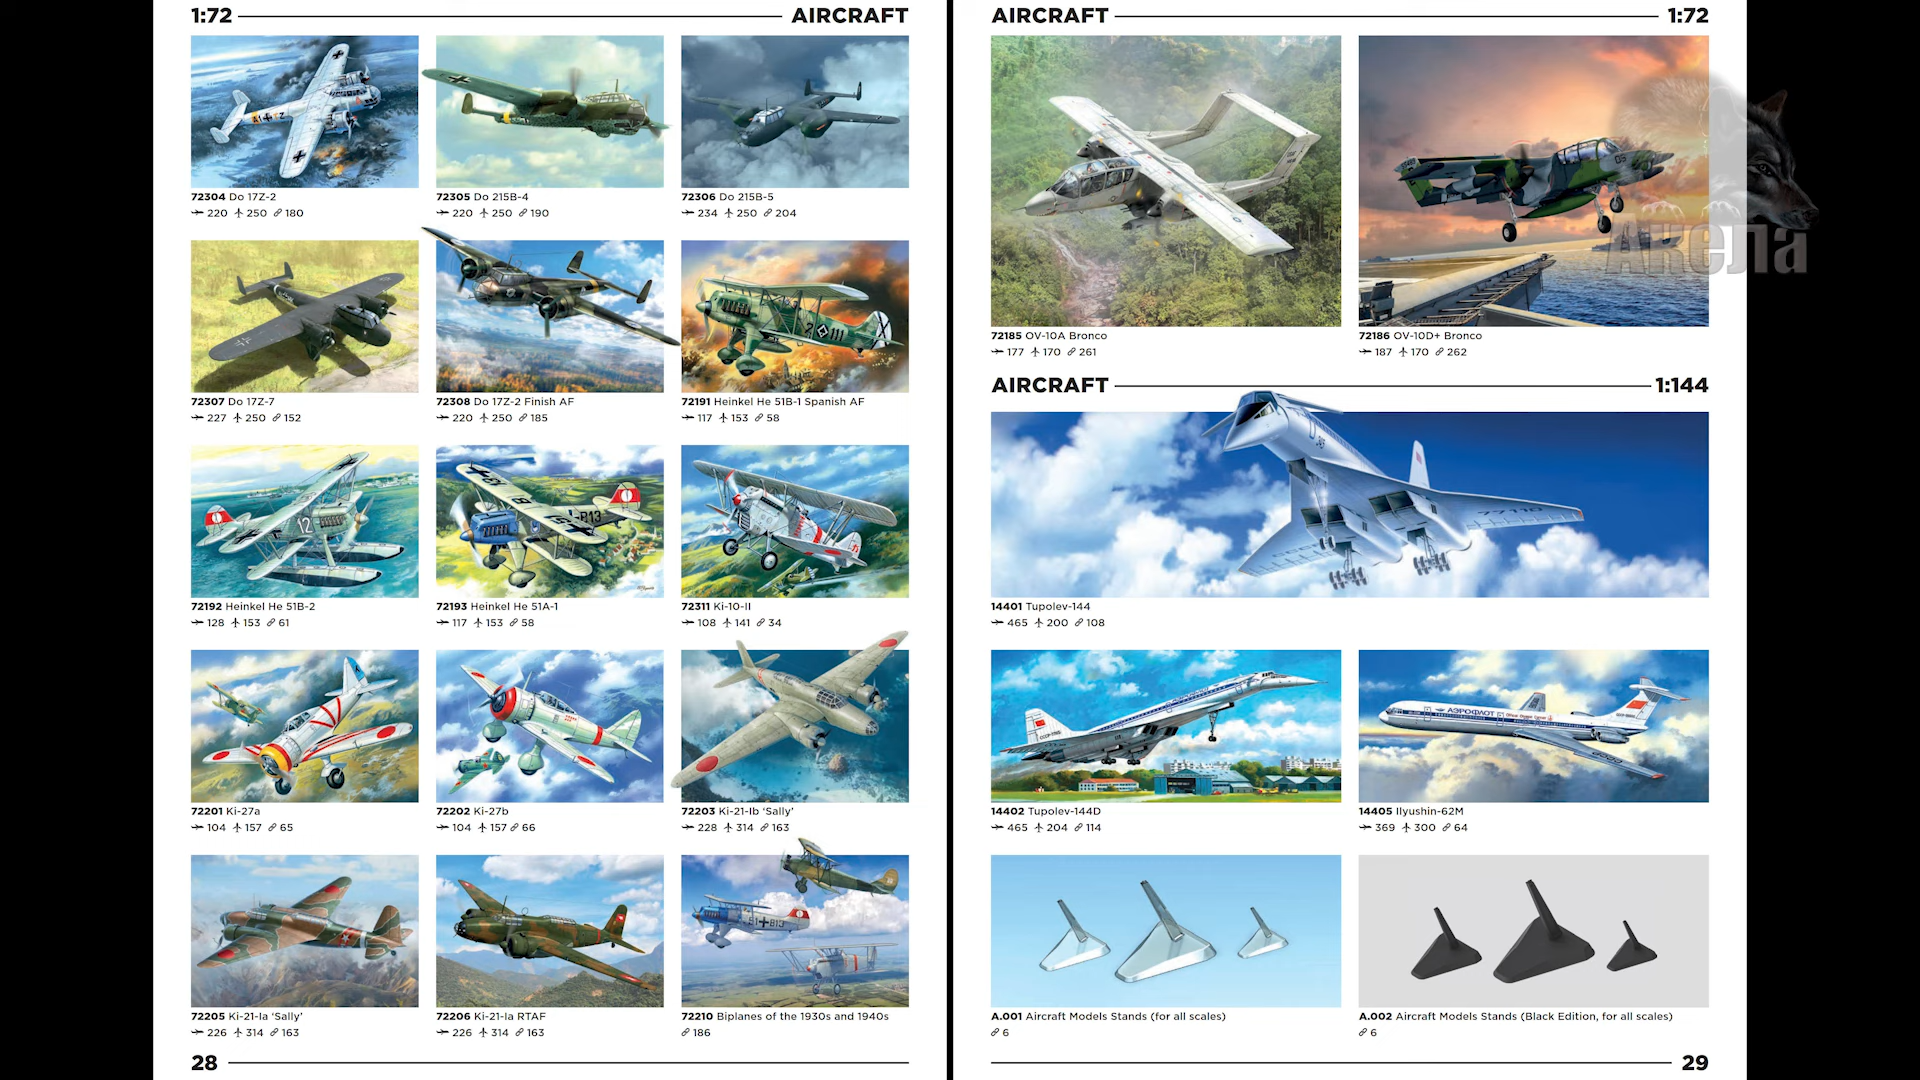 1:72 AIRCRAFT
72304 Do 17Z-2
220 250 180
72305 Do 215B-4
220 250 190
72306 Do 215B-5
234 250 204
72307 Do 17Z-7
227 250 152
72308 Do 17Z-2 Finish AF
220 250 185
72191 Heinkel He 51B-1 Spanish AF
117 153 58
72192 Heinkel He 51B-2
128 153 61
72193 Heinkel He 51A-1
117 153 58
72311 Ki-10-II
108 141 34
72201 Ki-27a
104 157 65
72202 Ki-27b
104 157 66
72203 Ki-21-Ib ‘Sally’
228 314 163
72205 Ki-21-Ia ‘Sally’
226 314 163
72206 Ki-21-Ia RTAF
226 314 163
72210 Biplanes of the 1930s and 1940s
186
28
AIRCRAFT 1:72
Акела
72185 OV-10A Bronco
177 170 261
72186 OV-10D+ Bronco
187 170 262
AIRCRAFT 1:144
77110
14401 Tupolev-144
465 200 108
АЭРОФЛОТ
14402 Tupolev-144D
465 204 114
14405 Ilyushin-62M
369 300 64
A.001 Aircraft Models Stands (for all scales)
6
A.002 Aircraft Models Stands (Black Edition, for all scales)
6
29